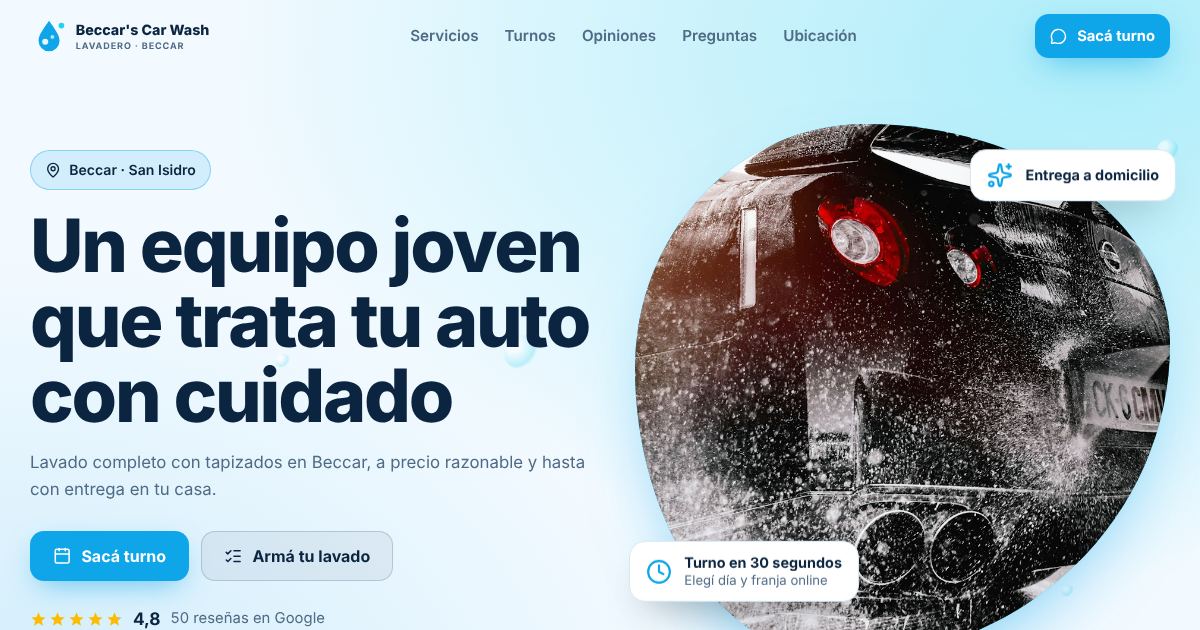 Beccar's Car Wash
LAVADERO · BECCAR
Servicios
Turnos
Opiniones
Preguntas
Ubicación
Sacá turno
Beccar · San Isidro
Entrega a domicilio
Un equipo joven
que trata tu auto
con cuidado
Lavado completo con tapizados en Beccar, a precio razonable y hasta
con entrega en tu casa.
Sacá turno
Armá tu lavado
Turno en 30 segundos
Elegí día y franja online
4,8
50 reseñas en Google